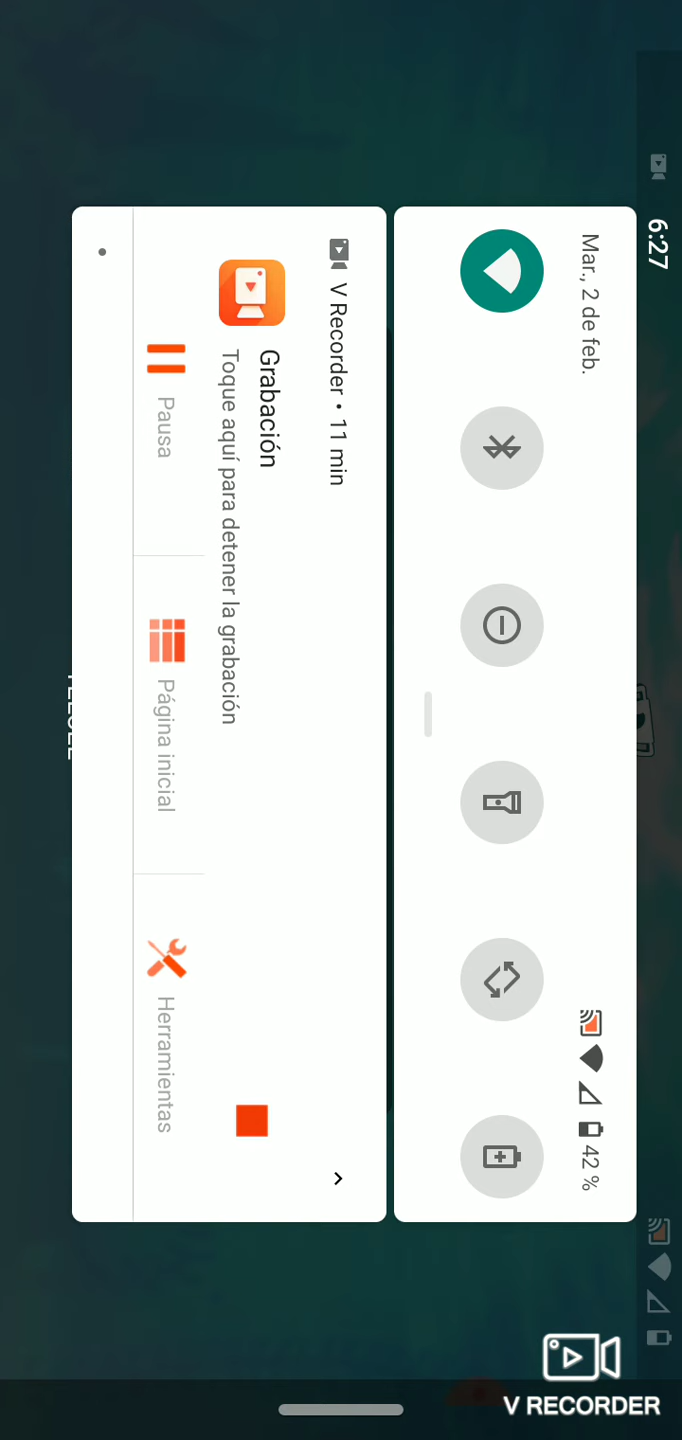 6:27
Mar., 2 de feb.
42 %
V Recorder • 11 min
Grabación
Toque aquí para detener la grabación
Pausa
Página inicial
Herramientas
V RECORDER